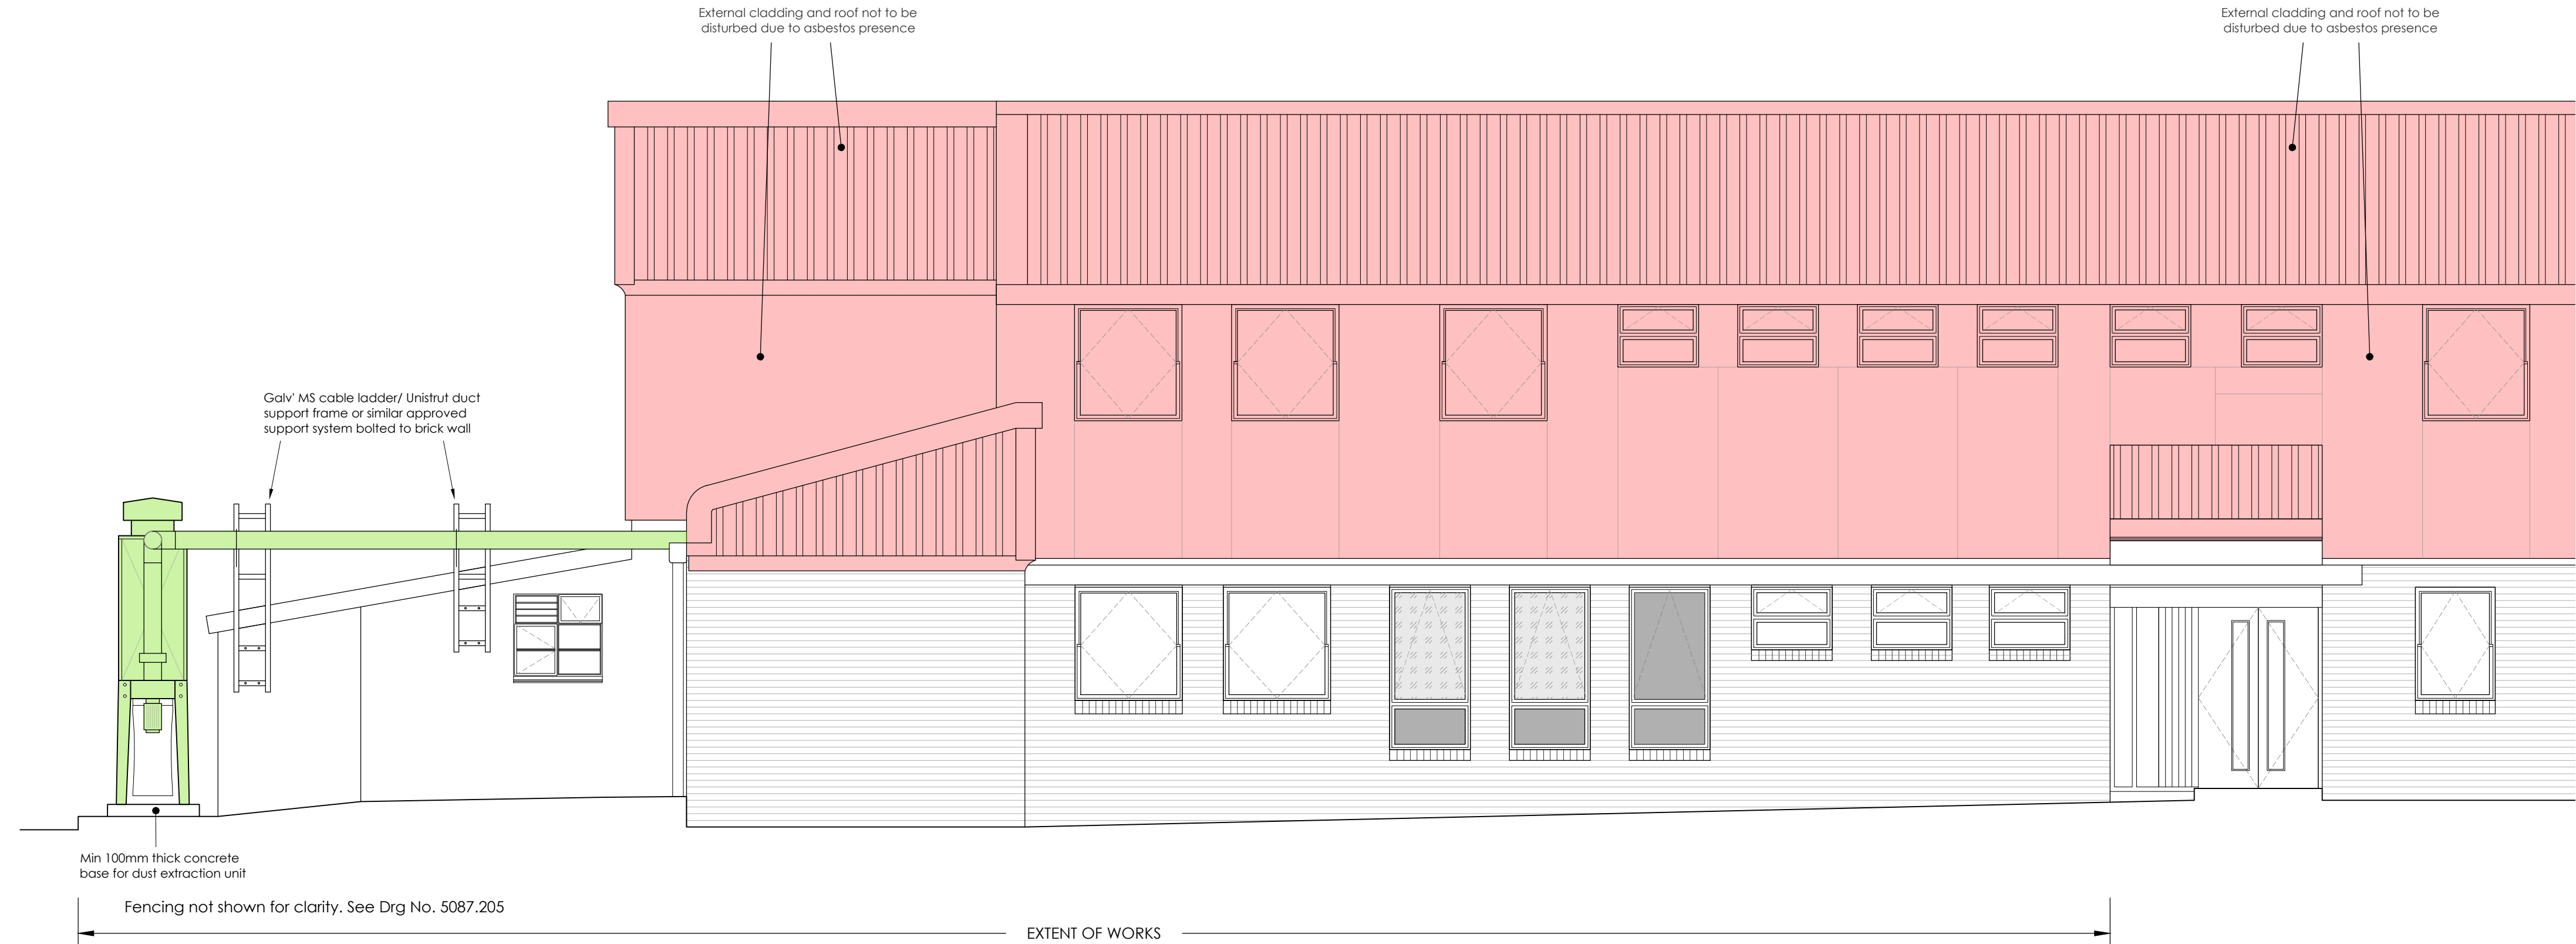 External cladding and roof not to be
disturbed due to asbestos presence
External cladding and roof not to be
disturbed due to asbestos presence
Galv' MS cable ladder/ Unistrut duct
support frame or similar approved
support system bolted to brick wall
Min 100mm thick concrete
base for dust extraction unit
Fencing not shown for clarity. See Drg No. 5087.205
EXTENT OF WORKS